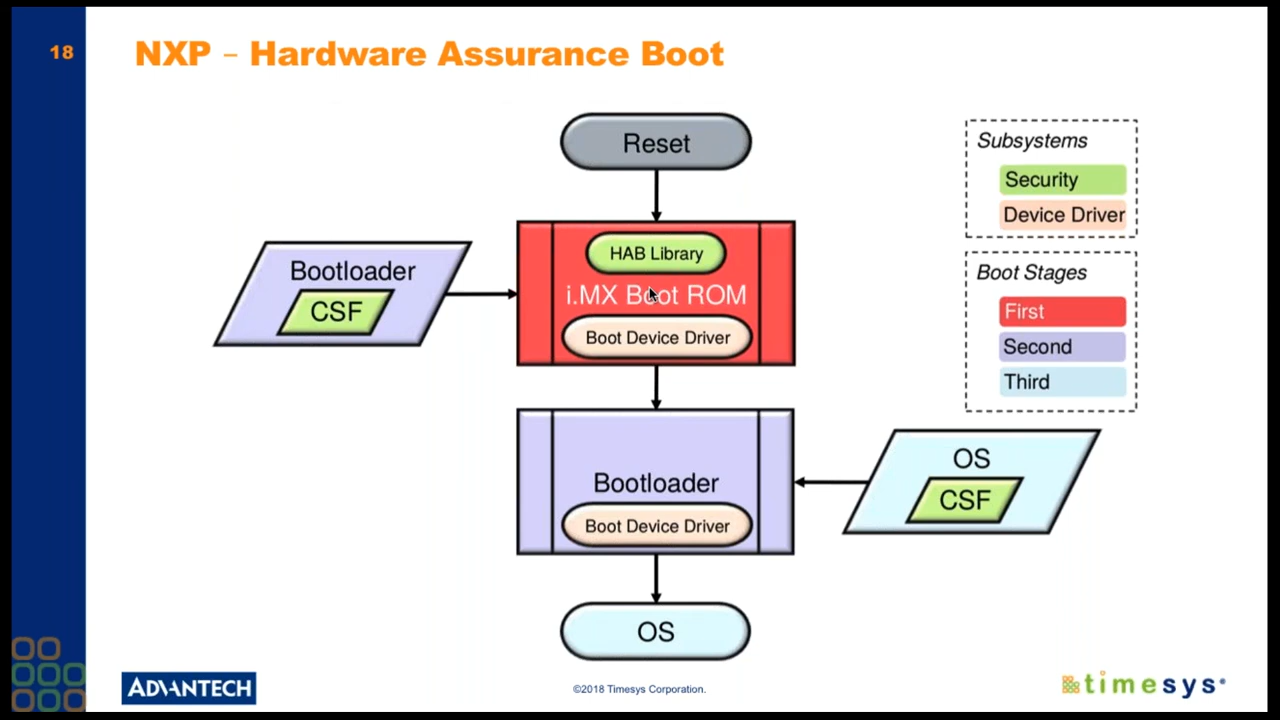 18
NXP – Hardware Assurance Boot
Reset
Subsystems
Security
Device Driver
Bootloader
CSF
HAB Library
i.MX Boot ROM
Boot Device Driver
Boot Stages
First
Second
Third
Bootloader
Boot Device Driver
OS
CSF
OS
ADVANTECH
©2018 Timesys Corporation.
timesys®